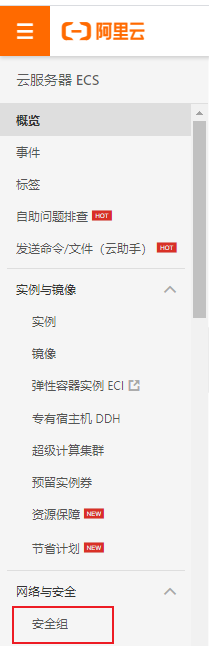 阿里云
云服务器 ECS
概览
事件
标签
自助问题排查 HOT
发送命令/文件（云助手） HOT
实例与镜像
实例
镜像
弹性容器实例 ECI
专有宿主机 DDH
超级计算集群
预留实例券
资源保障 NEW
节省计划 NEW
网络与安全
安全组